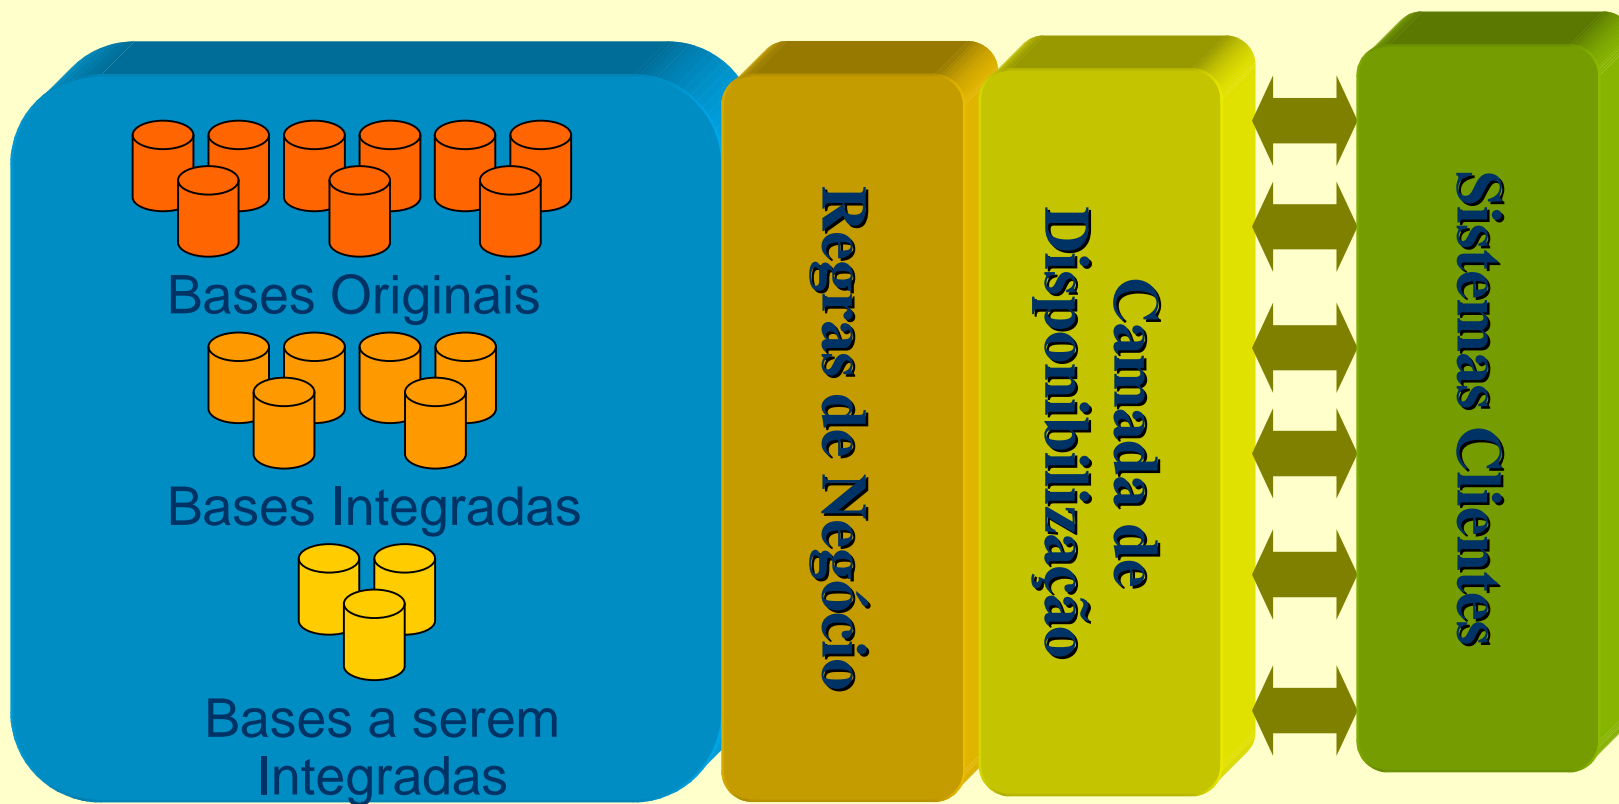 Bases Originais
Bases Integradas
Bases a serem
Integradas
Regras de Negócio
Camada de
Disponibilização
Sistemas Clientes